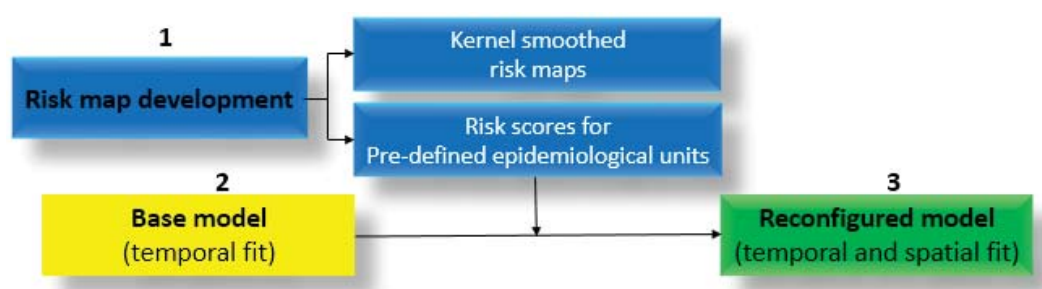 1
Risk map development
Kernel smoothed
risk maps
Risk scores for
Pre-defined epidemiological units
2
Base model
(temporal fit)
3
Reconfigured model
(temporal and spatial fit)